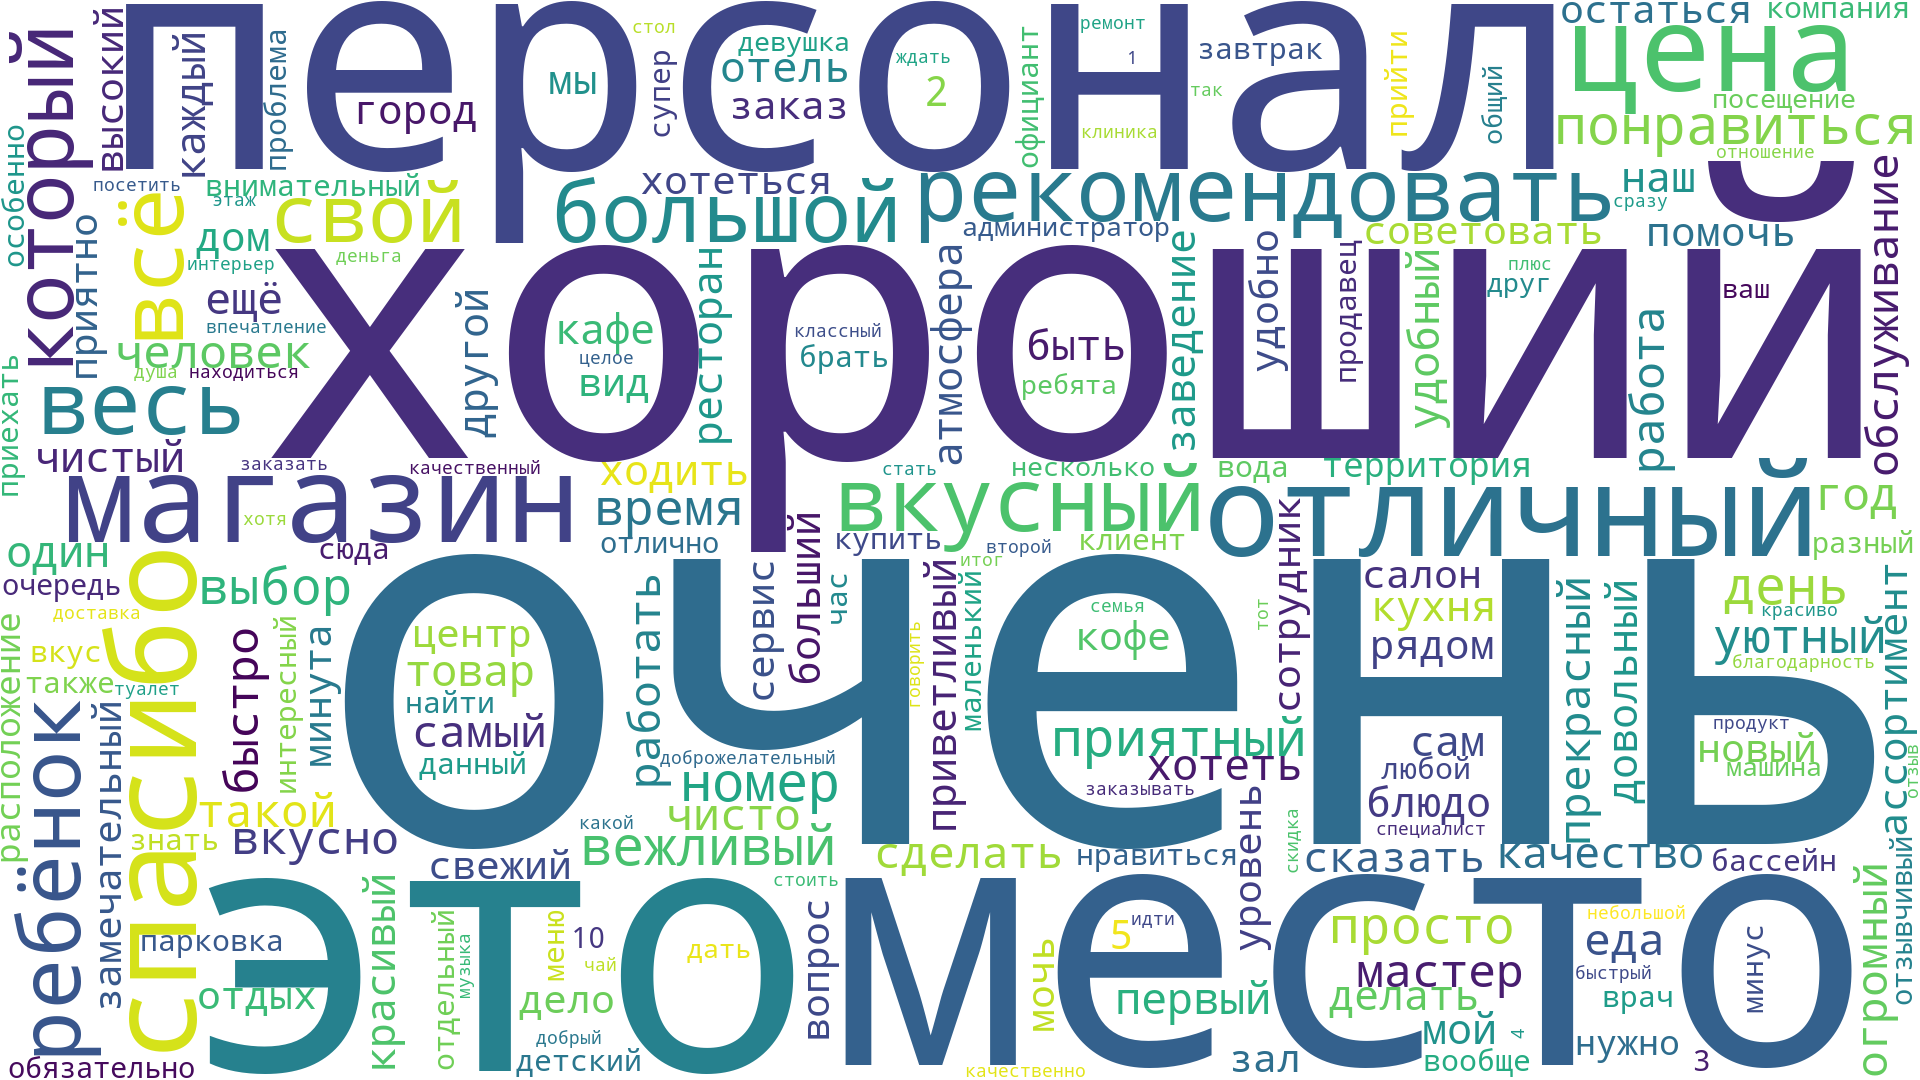 персонал
хороший
очень
это
место
который
высокий
каждый
проблема
город
мы
супер
стол
девушка
отель
заказ
ждать
2
официант
ремонт
1
клиника
завтрак
так
прийти
общий
остаться
компания
цена
посещение
понравиться
отношение
особенно
посетить
внимательный
этаж
приятно
всё
свой
дом
интерьер
деньга
большой
хотеться
рекомендовать
администратор
наш
сразу
советовать
помочь
обслуживание
ещё
впечатление
человек
душа
находиться
другой
кафе
целое
вид
ресторан
классный
брать
атмосфера
быть
ребята
заведение
удобно
продавец
удобный
плюс
друг
ваш
работа
приехать
весь
чистый
заказать
качественный
магазин
хотя
ходить
время
отлично
стать
несколько
вода
территория
вкусный
отличный
год
разный
один
сюда
очередь
доставка
выбор
спасибо
больший
купить
второй
итог
клиент
сотрудник
салон
кухня
рядом
день
красиво
уютный
благодарность
ассортимент
расположение
вкус
также
туалет
быстро
интересный
минута
центр
товар
найти
самый
данный
работать
сервис
час
говорить
приветливый
маленький
семья
кофе
тот
приятный
хотеть
заказывать
сам
любой
блюдо
специалист
прекрасный
довольный
продукт
новый
машина
отзыв
ребёнок
замечательный
знать
такой
вкусно
доброжелательный
номер
чисто
какой
вежливый
свежий
стоить
сделать
нравиться
уровень
скидка
сказать
качество
бассейн
парковка
отдых
обязательно
красивый
отдельный
музыка
меню
10
чай
дело
добрый
детский
дать
вопрос
мочь
качественно
5
идти
первый
зал
просто
мастер
делать
мой
вообще
4
небольшой
еда
быстрый
врач
нужно
3
минус
огромный
отзывчивый